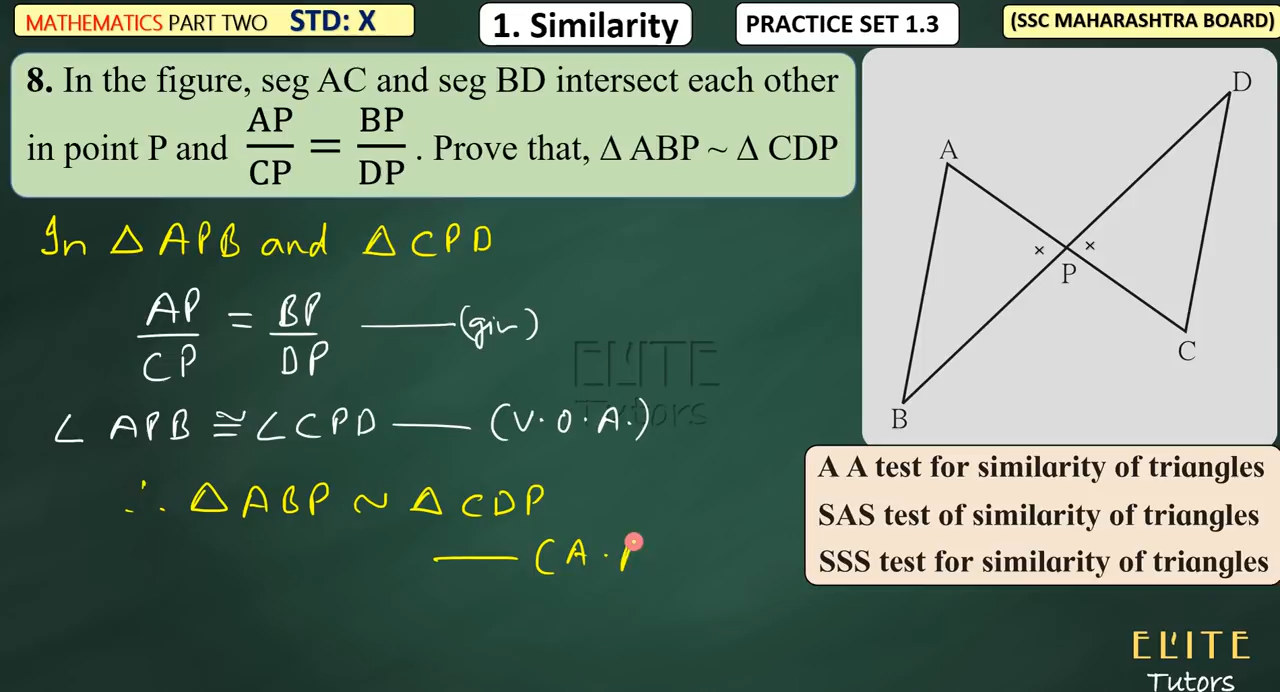 MATHEMATICS PART TWO STD: X
1. Similarity
PRACTICE SET 1.3
(SSC MAHARASHTRA BOARD)
8. In the figure, seg AC and seg BD intersect each other
in point P and AP/CP = BP/DP . Prove that, Δ ABP ~ Δ CDP
In Δ APB and Δ CPD
AP/CP = BP/DP —— (giv)
∠ APB ≅ ∠ CPD —— (V.O.A.)
∴ Δ ABP ~ Δ CDP
—— (A.
D
A
× ×
P
C
B
A A test for similarity of triangles
SAS test of similarity of triangles
SSS test for similarity of triangles
ELITE
Tutors
ELITE
Tutors